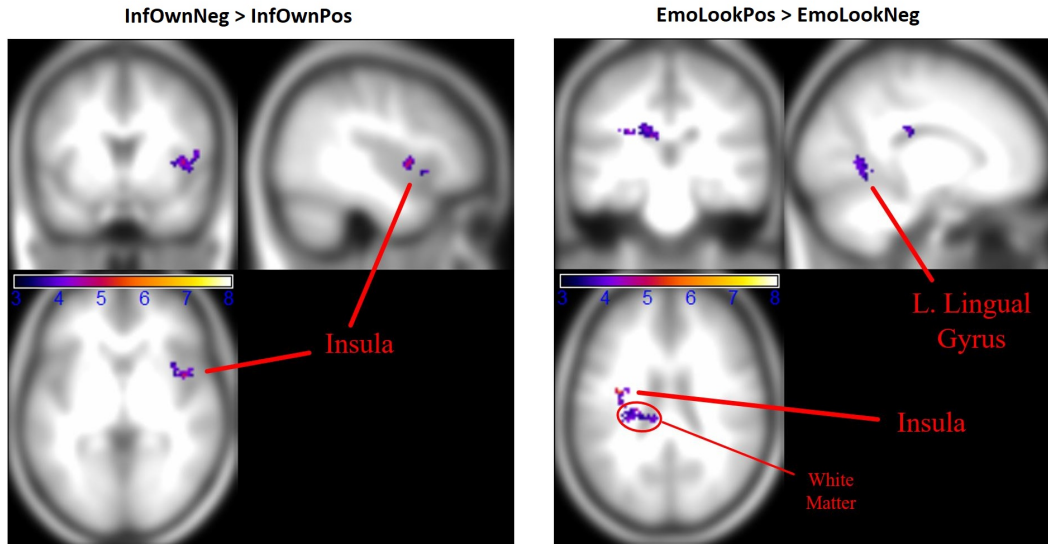 InfOwnNeg > InfOwnPos
EmoLookPos > EmoLookNeg
3 4 5 6 7 8
3 4 5 6 7 8
Insula
L. Lingual
Gyrus
Insula
White
Matter